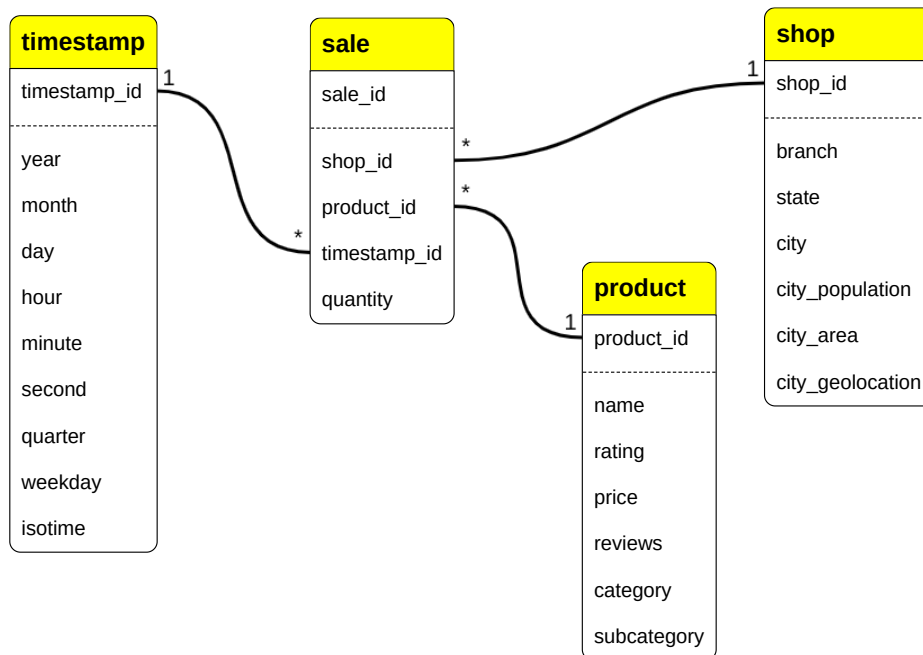 timestamp
timestamp_id
1
year
month
day
hour
minute
second
quarter
weekday
isotime
sale
sale_id
shop_id
*
product_id
*
*
timestamp_id
quantity
product
1
product_id
name
rating
price
reviews
category
subcategory
shop
1
shop_id
branch
state
city
city_population
city_area
city_geolocation